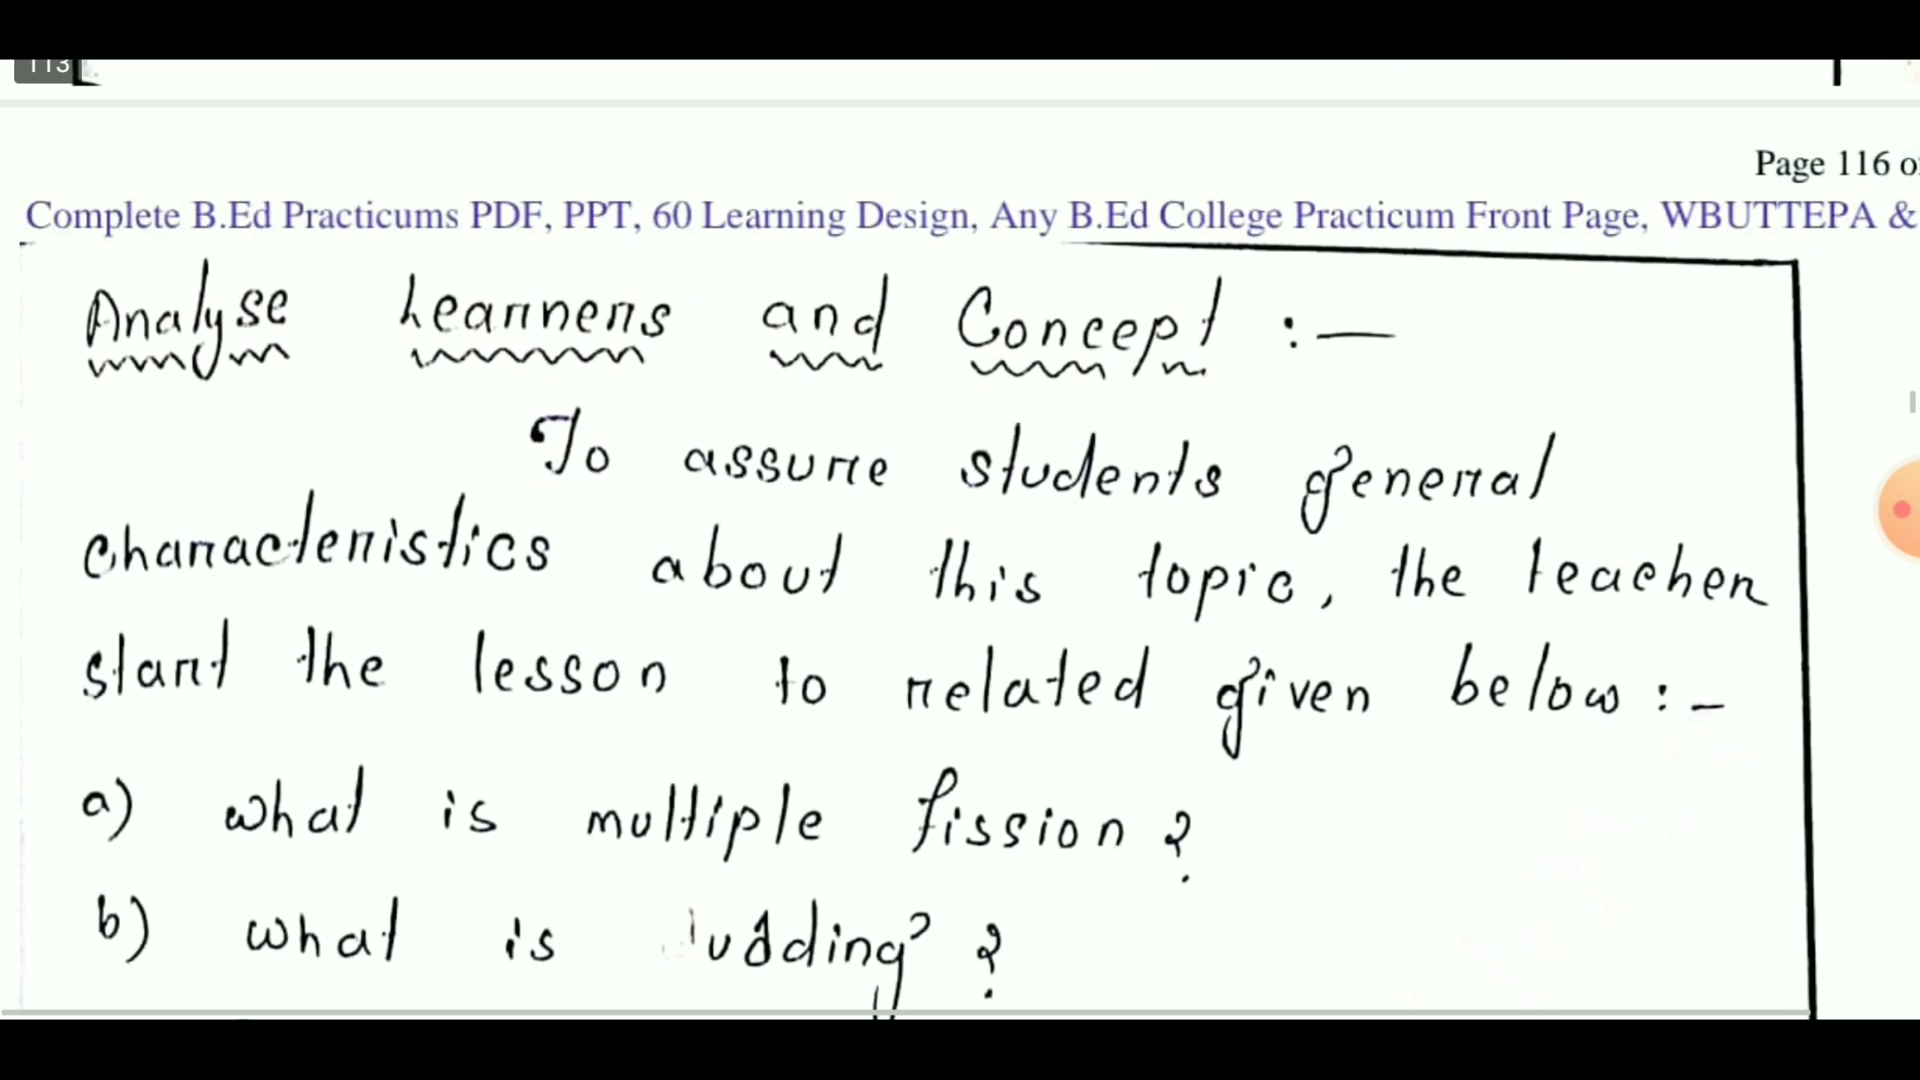 113
Page 116 of
Complete B.Ed Practicums PDF, PPT, 60 Learning Design, Any B.Ed College Practicum Front Page, WBUTTEPA &
Analyse Learners and Concept :—
To assure students general
characteristics about this topic, the teacher
start the lesson to related given below :-
a) what is multiple fission?
b) what is